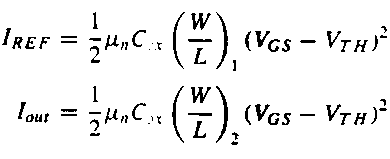 I_{REF} = \frac{1}{2} \mu_n C_{ox} \left( \frac{W}{L} \right)_1 (V_{GS} - V_{TH})^2
I_{out} = \frac{1}{2} \mu_n C_{ox} \left( \frac{W}{L} \right)_2 (V_{GS} - V_{TH})^2